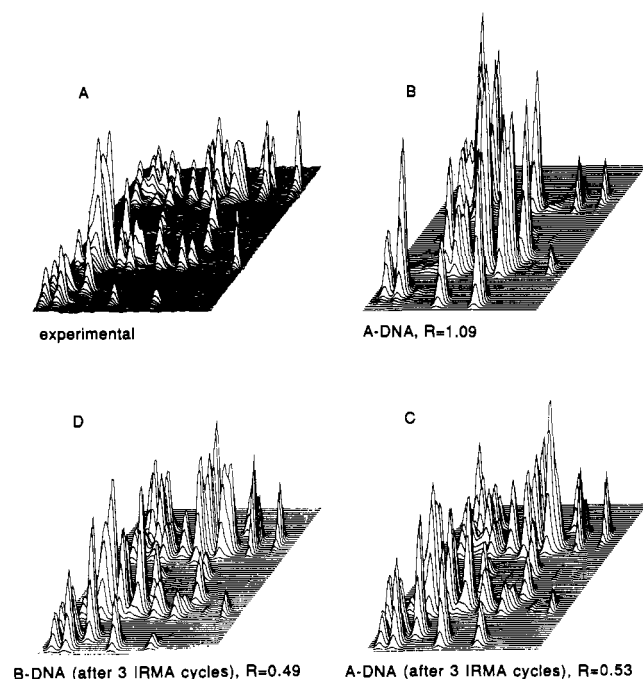 A
B
experimental
A-DNA, R=1.09
D
C
B-DNA (after 3 IRMA cycles), R=0.49
A-DNA (after 3 IRMA cycles), R=0.53